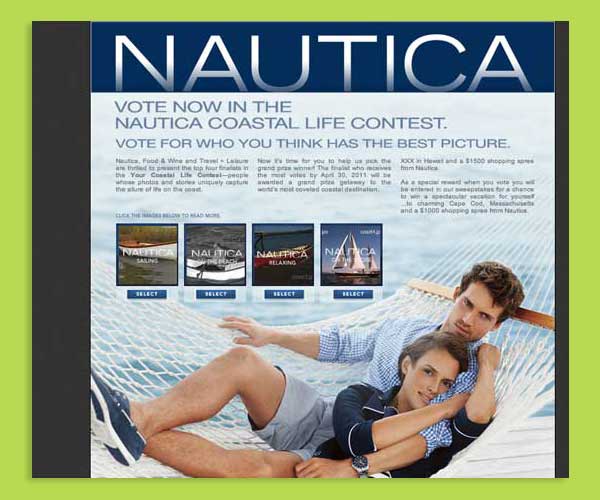 NAUTICA
VOTE NOW IN THE
NAUTICA COASTAL LIFE CONTEST.
VOTE FOR WHO YOU THINK HAS THE BEST PICTURE.
Nautica, Food & Wine and Travel + Leisure
are thrilled to present the top four finalists in
the Your Coastal Life Contest—people
whose photos and stories uniquely capture
the allure of life on the coast.
Now it's time for you to help us pick the
grand prize winner! The finalist who receives
the most votes by April 30, 2011 will be
awarded a grand prize getaway to the
world's most coveted coastal destination.
XXX in Hawaii and a $1500 shopping spree
from Nautica.
As a special reward when you vote you will
be entered in our sweepstakes for a chance
to win a spectacular vacation for yourself
...to charming Cape Cod, Massachusetts
and a $1000 shopping spree from Nautica.
CLICK THE IMAGES BELOW TO READ MORE.
NAUTICA
SAILING
NAUTICA
ON THE BEACH
NAUTICA
RELAXING
NAUTICA
SELECT
SELECT
SELECT
SELECT